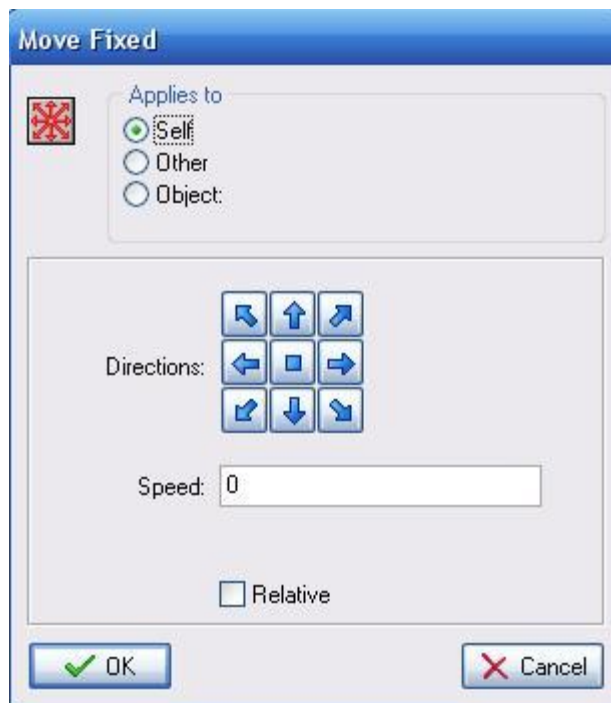 Move Fixed
Applies to
Self
Other
Object:
Directions:
Speed: 0
Relative
OK Cancel